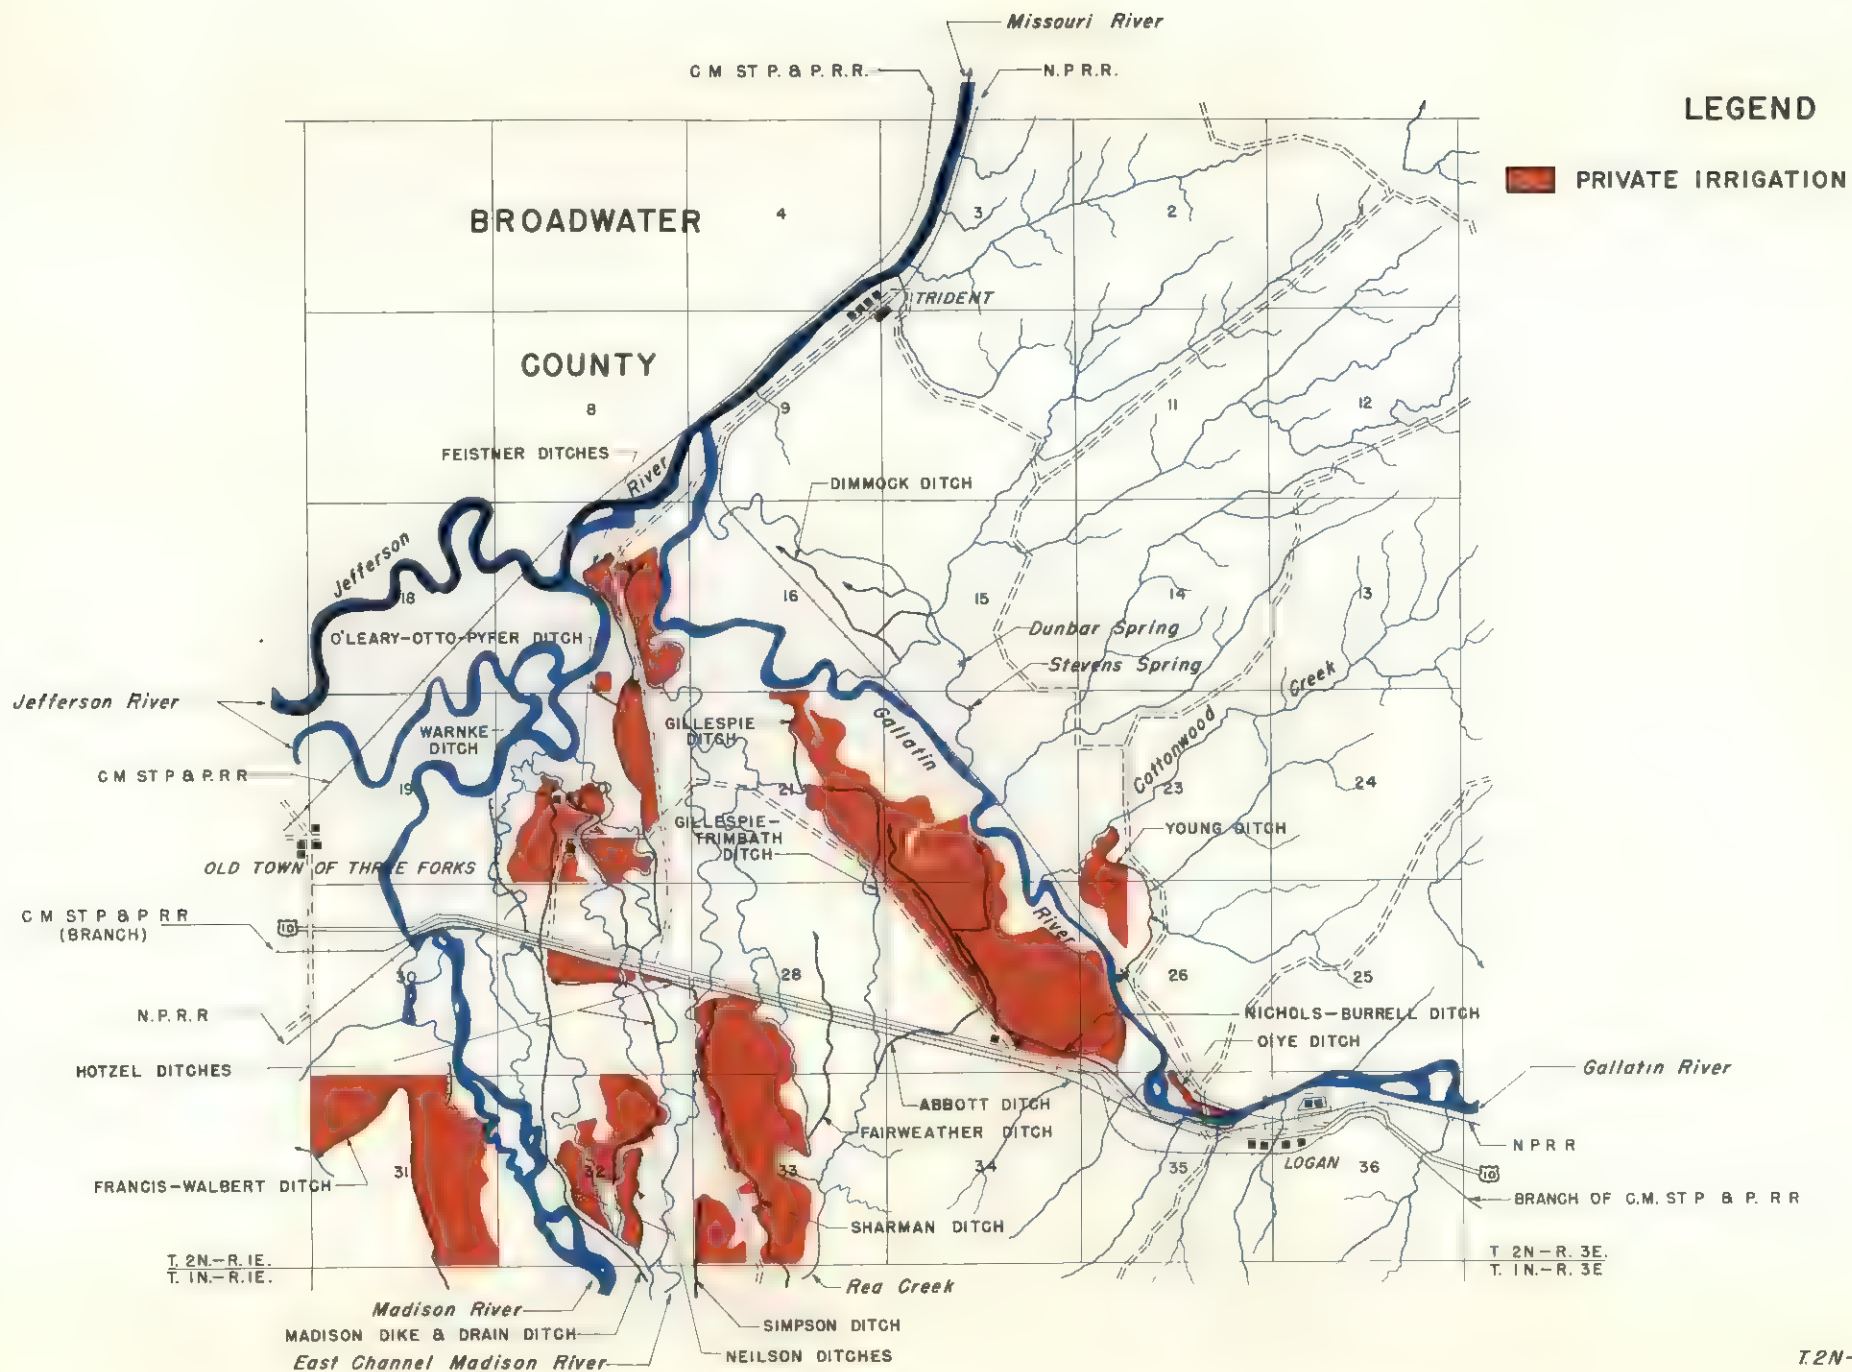 Missouri River
C M ST P. & P. R.R.
N.P R.R.
LEGEND
PRIVATE IRRIGATION
BROADWATER
4
3
2
TRIDENT
COUNTY
8
9
11
12
FEISTNER DITCHES
River
DIMMOCK DITCH
Jefferson
18
16
15
14
13
O'LEARY-OTTO-PYFER DITCH
Dunbar Spring
Stevens Spring
Jefferson River
WARNKE
DITCH
GILLESPIE
DITCH
Gallatin
Cottonwood
Creek
C M ST P & P. R R
19
21
23
24
GILLESPIE-
TRIMBATH
DITCH
YOUNG DITCH
OLD TOWN OF THREE FORKS
C M ST P & P R R
(BRANCH)
10
River
30
28
26
25
N.P. R. R
NICHOLS-BURRELL DITCH
OYE DITCH
HOTZEL DITCHES
Gallatin River
ABBOTT DITCH
FAIRWEATHER DITCH
N P R R
31
32
33
34
35
LOGAN
36
10
FRANCIS-WALBERT DITCH
BRANCH OF C.M. ST P & P. R R
SHARMAN DITCH
T. 2N.-R. 1E.
T. 1N.-R. 1E.
T 2N-R. 3E.
T. 1N.-R. 3E
Rea Creek
Madison River
MADISON DIKE & DRAIN DITCH
SIMPSON DITCH
East Channel Madison River
NEILSON DITCHES
T.2N-